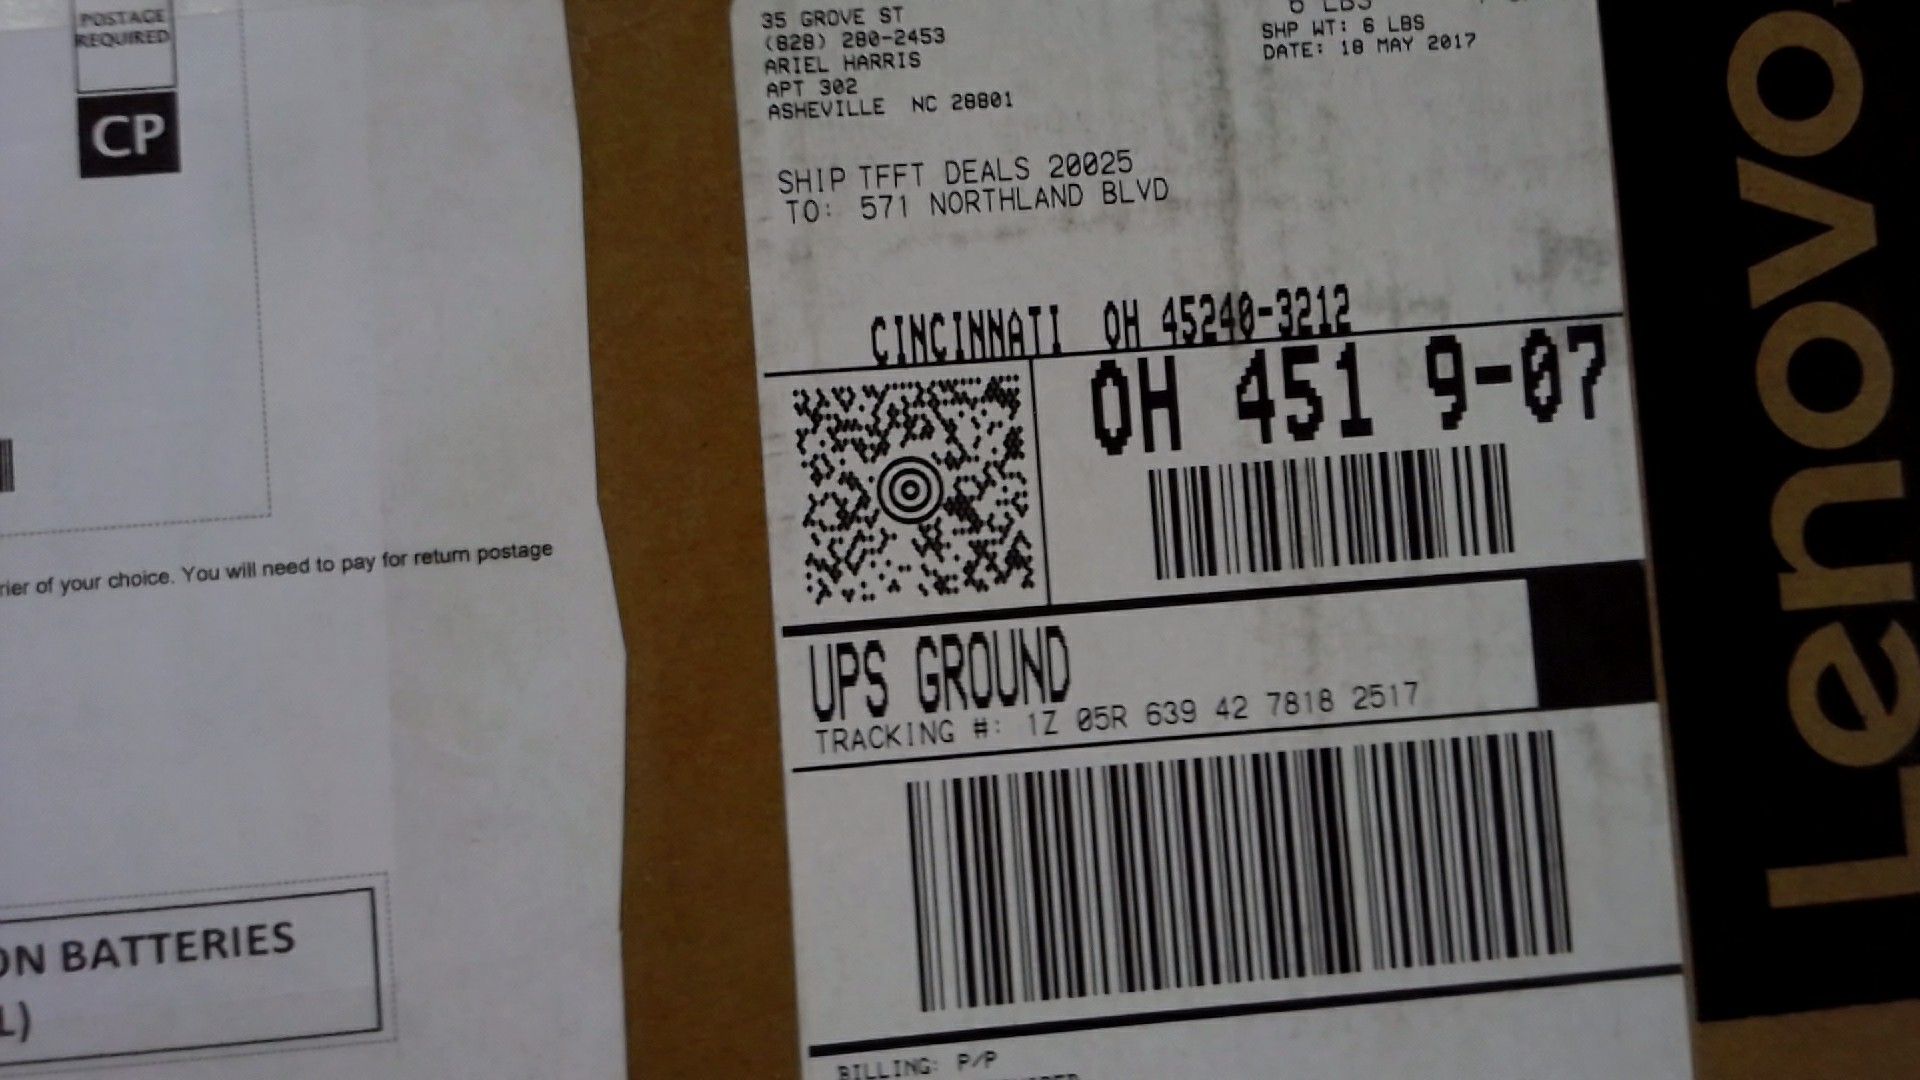 POSTAGE
REQUIRED
CP
rier of your choice. You will need to pay for return postage
ON BATTERIES
L)
35 GROVE ST
(828) 280-2453
ARIEL HARRIS
APT 302
ASHEVILLE NC 28801
6 LBS
SHP WT: 6 LBS
DATE: 18 MAY 2017
SHIP TFFT DEALS 20025
TO: 571 NORTHLAND BLVD
CINCINNATI OH 45240-3212
OH 451 9-07
UPS GROUND
TRACKING #: 1Z 05R 639 42 7818 2517
BILLING: P/P
Lenovo